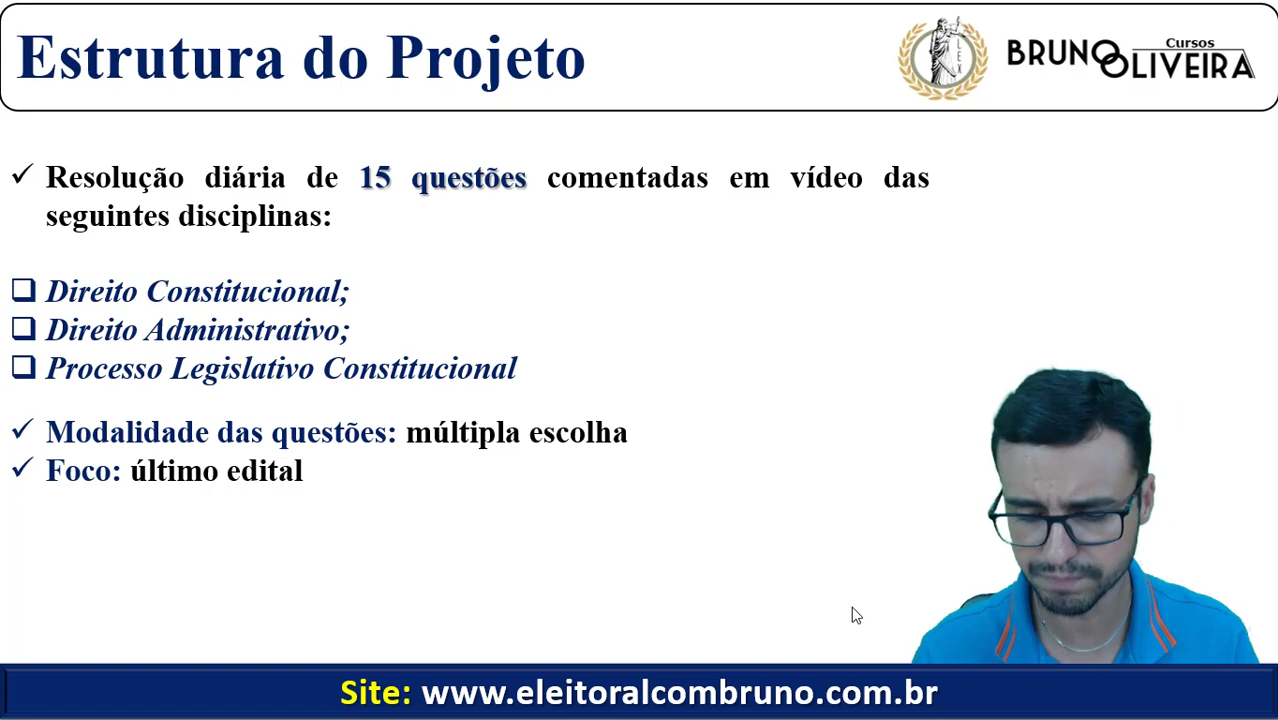 Estrutura do Projeto
LEX
Cursos
BRUNO OLIVEIRA
✓ Resolução diária de 15 questões comentadas em vídeo das
seguintes disciplinas:
❑ Direito Constitucional;
❑ Direito Administrativo;
❑ Processo Legislativo Constitucional
✓ Modalidade das questões: múltipla escolha
✓ Foco: último edital
Site: www.eleitoralcombruno.com.br